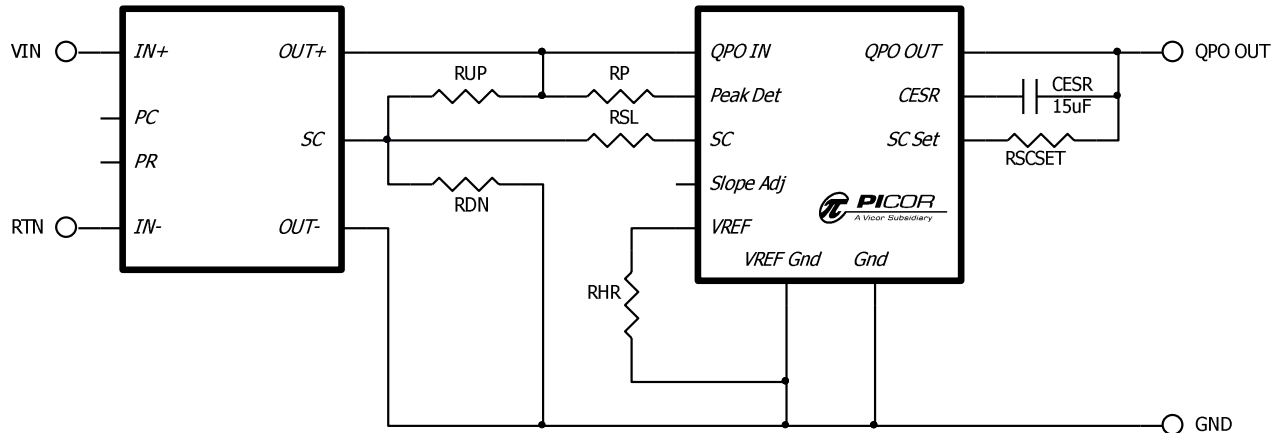 VIN
IN+
OUT+
QPO IN
QPO OUT
QPO OUT
RUP
RP
Peak Det
CESR
CESR
15uF
PC
RSL
SC
SC
SC Set
RSCSET
PR
RDN
Slope Adj
π PICOR
A Vicor Subsidiary
RTN
IN-
OUT-
VREF
VREF Gnd
Gnd
RHR
GND